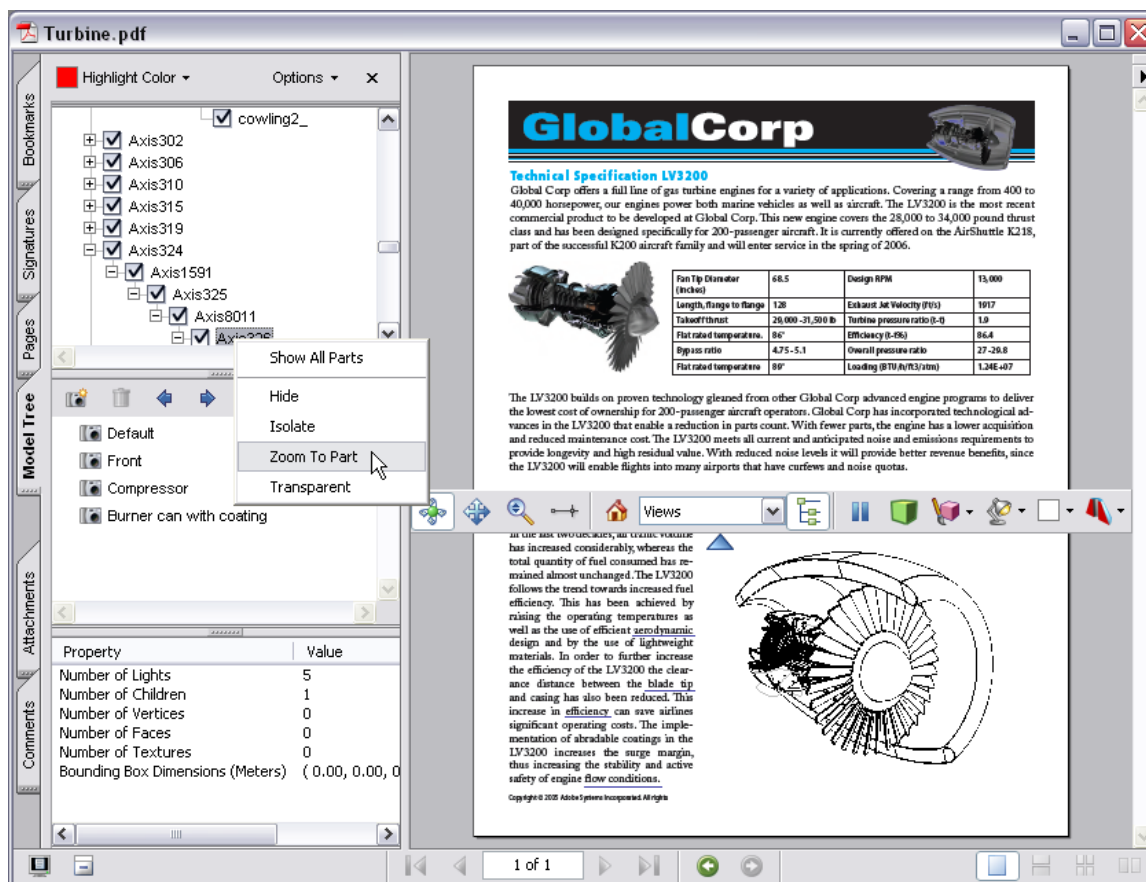 Turbine.pdf
Highlight Color
Options
x
Bookmarks
Signatures
Pages
Model Tree
Attachments
Comments
cowling2_
Axis302
Axis306
Axis310
Axis315
Axis319
Axis324
Axis1591
Axis325
Axis8011
Axis326
Show All Parts
Hide
Isolate
Zoom To Part
Transparent
Default
Front
Compressor
Burner can with coating
Property Value
Number of Lights 5
Number of Children 1
Number of Vertices 0
Number of Faces 0
Number of Textures 0
Bounding Box Dimensions (Meters) ( 0.00, 0.00, 0
GlobalCorp
Technical Specification LV3200
Global Corp offers a full line of gas turbine engines for a variety of applications. Covering a range from 400 to
40,000 horsepower, our engines power both marine vehicles as well as aircraft. The LV3200 is the most recent
commercial product to be developed at Global Corp. This new engine covers the 28,000 to 34,000 pound thrust
class and has been designed specifically for 200-passenger aircraft. It is currently offered on the AirShuttle K218,
part of the successful K200 aircraft family and will enter service in the spring of 2006.
Fan Tip Diameter (inches) 68.5 Design RPM 13,000
Length, flange to flange 128 Exhaust Jet Velocity (ft/s) 1917
Takeoff thrust 29,000 -31,500 lb Turbine pressure ratio (t-t) 1.9
Flat rated temperature. 86° Efficiency (t-t%) 86.4
Bypass ratio 4.75 - 5.1 Overall pressure ratio 27 -29.8
Flat rated temperature 89° Loading (BTU/h/ft3/atm) 1.24E+07
The LV3200 builds on proven technology gleaned from other Global Corp advanced engine programs to deliver
the lowest cost of ownership for 200-passenger aircraft operators. Global Corp has incorporated technological ad-
vances in the LV3200 that enable a reduction in parts count. With fewer parts, the engine has a lower acquisition
and reduced maintenance cost. The LV3200 meets all current and anticipated noise and emissions requirements to
provide longevity and high residual value. With reduced noise levels it will provide better revenue benefits, since
the LV3200 will enable flights into many airports that have curfews and noise quotas.
Views
In the last two decades, air traffic volume
has increased considerably, whereas the
total quantity of fuel consumed has re-
mained almost unchanged. The LV3200
follows the trend towards increased fuel
efficiency. This has been achieved by
raising the operating temperatures as
well as the use of efficient aerodynamic
design and by the use of lightweight
materials. In order to further increase
the efficiency of the LV3200 the clear-
ance distance between the blade tip
and casing has also been reduced. This
increase in efficiency can save airlines
significant operating costs. The imple-
mentation of abradable coatings in the
LV3200 increases the surge margin,
thus increasing the stability and active
safety of engine flow conditions.
Copyright © 2005 Adobe Systems Incorporated. All rights
1 of 1